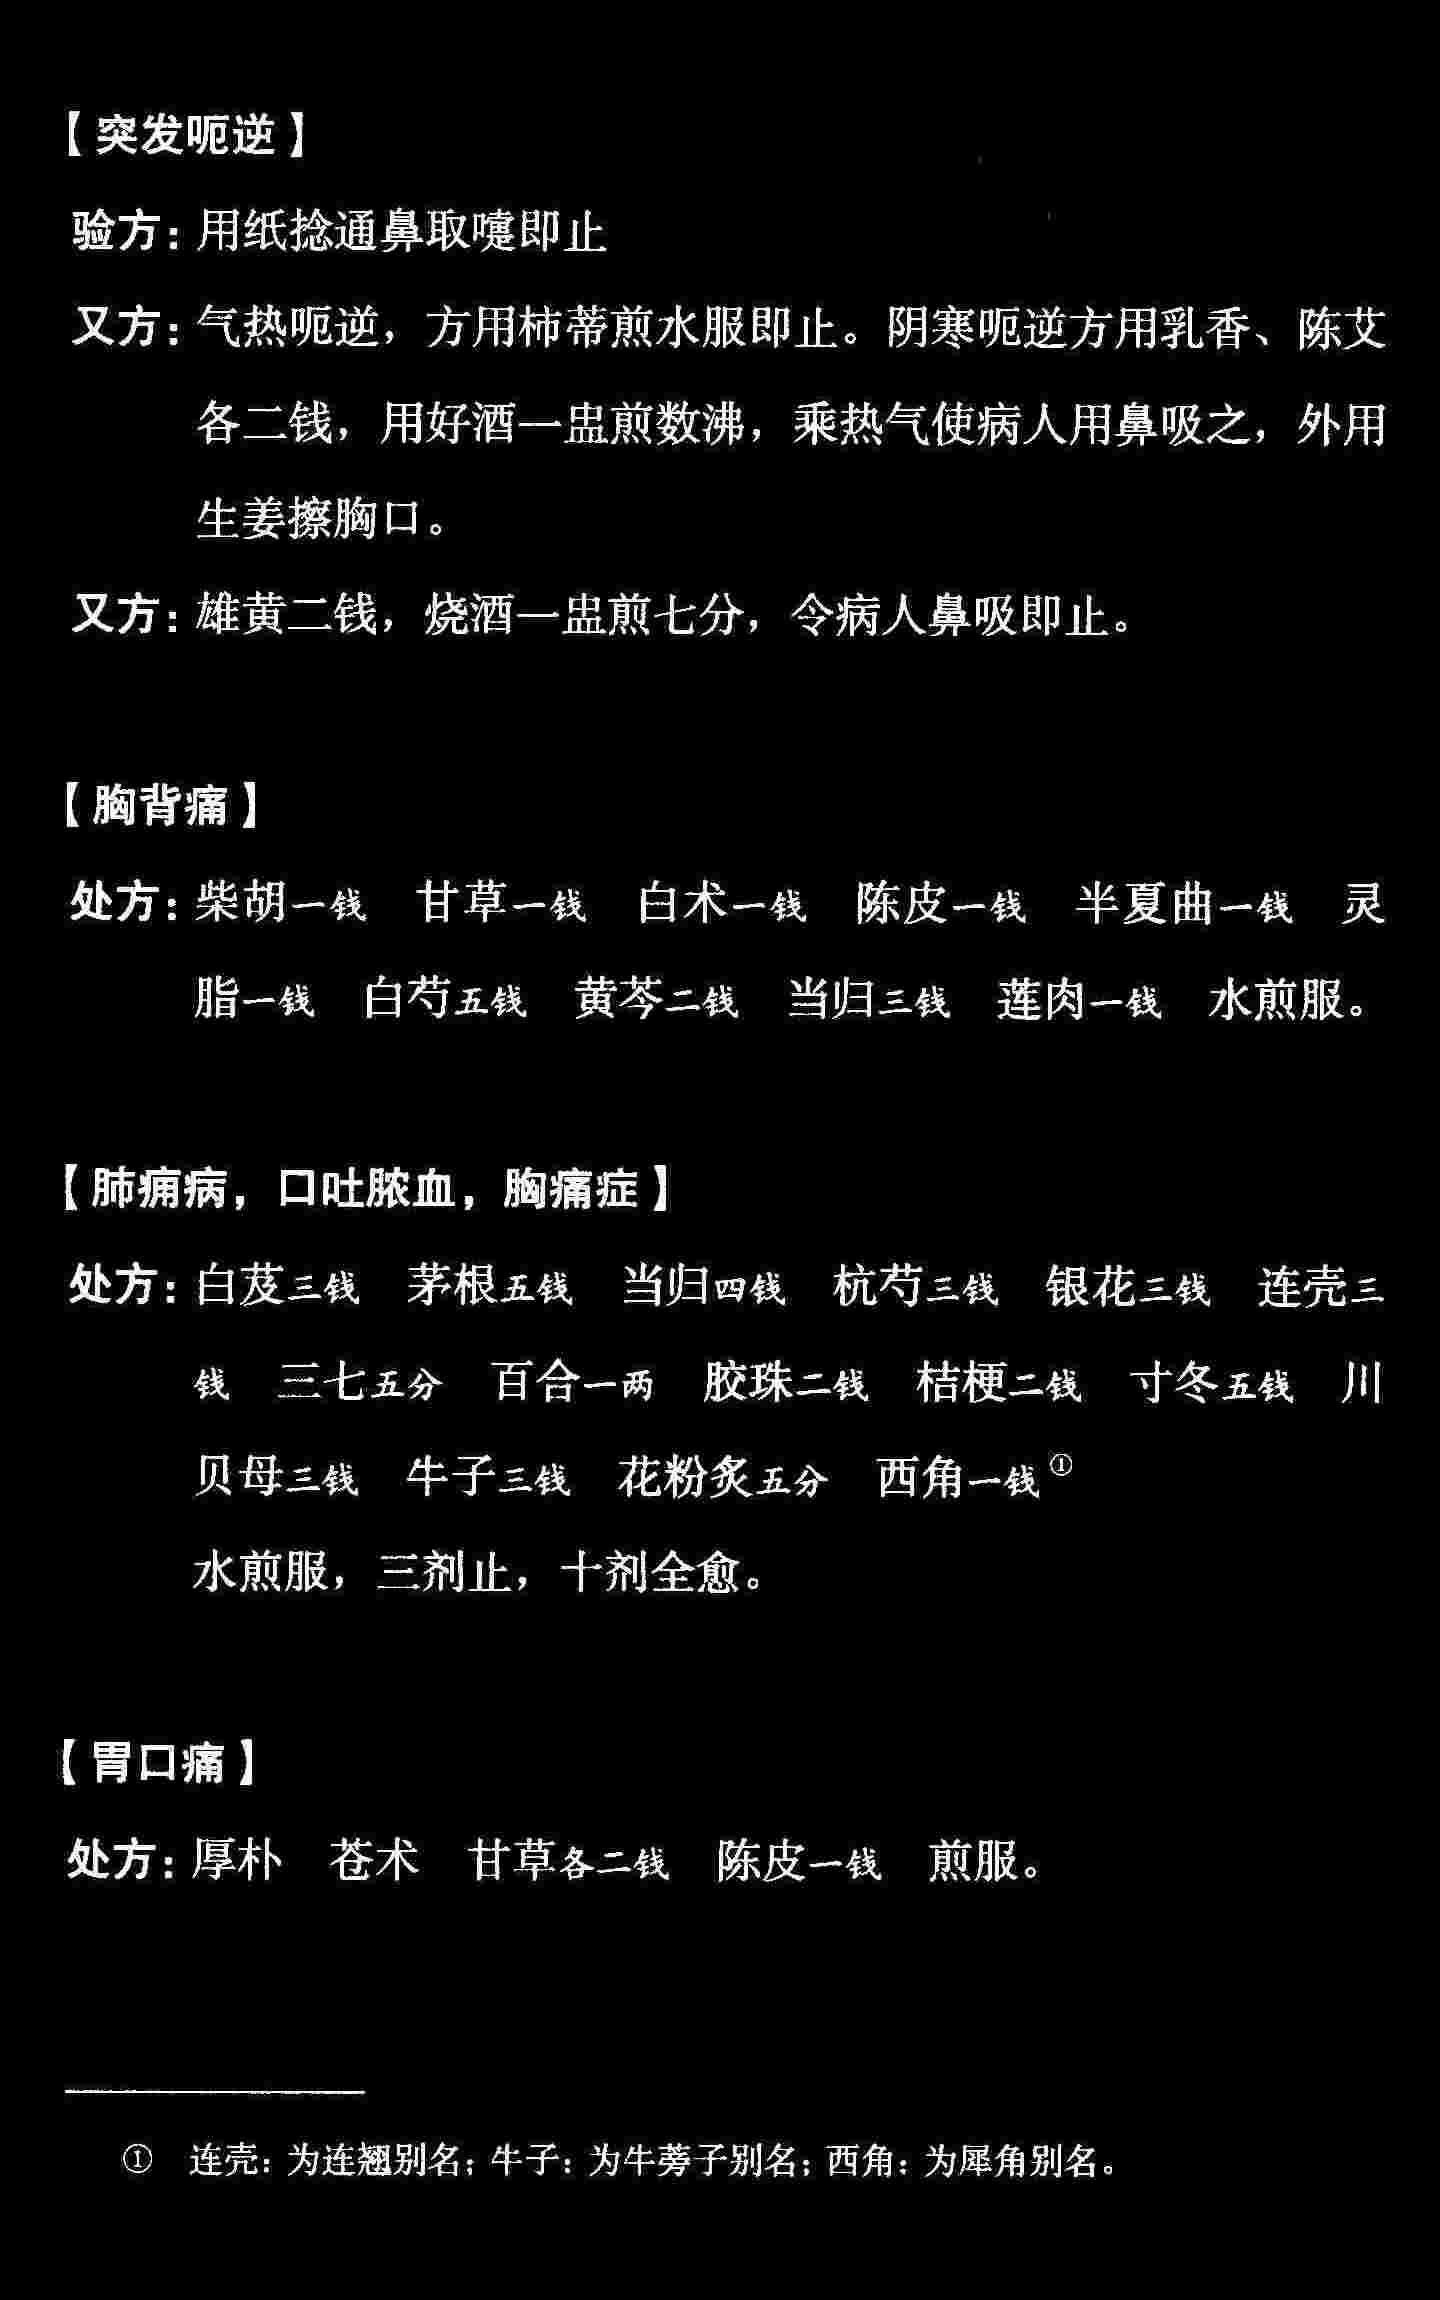 【突发呃逆】
验方：用纸捻通鼻取嚏即止
又方：气热呃逆，方用柿蒂煎水服即止。阴寒呃逆方用乳香、陈艾
各二钱，用好酒一盅煎数沸，乘热气使病人用鼻吸之，外用
生姜擦胸口。
又方：雄黄二钱，烧酒一盅煎七分，令病人鼻吸即止。
【胸背痛】
处方：柴胡一钱　甘草一钱　白术一钱　陈皮一钱　半夏曲一钱　灵
脂一钱　白芍五钱　黄芩二钱　当归三钱　莲肉一钱　水煎服。
【肺痈病，口吐脓血，胸痛症】
处方：白芨三钱　茅根五钱　当归四钱　杭芍三钱　银花三钱　连壳三
钱　三七五分　百合一两　胶珠二钱　桔梗二钱　寸冬五钱　川
贝母三钱　牛子三钱　花粉炙五分　西角一钱①
水煎服，三剂止，十剂全愈。
【胃口痛】
处方：厚朴　苍术　甘草各二钱　陈皮一钱　煎服。
①　连壳：为连翘别名；牛子：为牛蒡子别名；西角：为犀角别名。